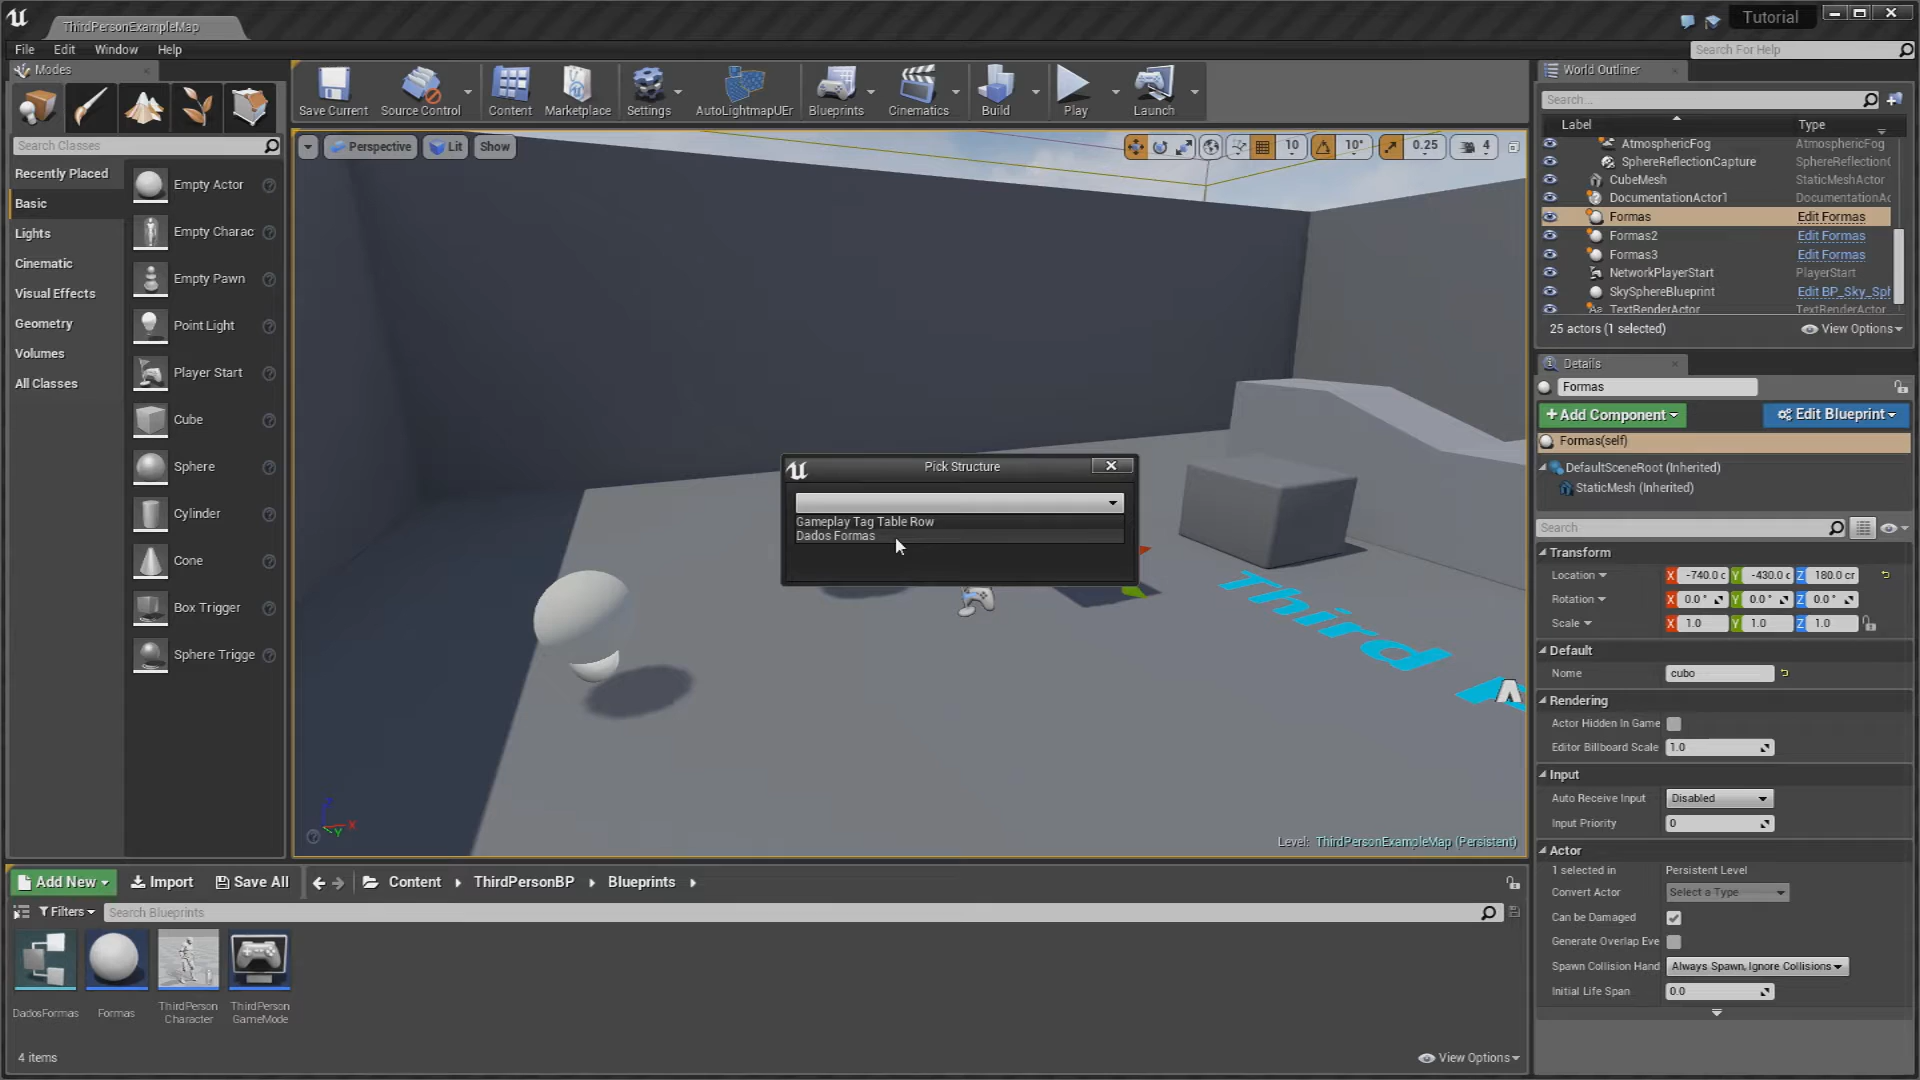 ThirdPersonExampleMap
Tutorial
File Edit Window Help
Search For Help
Modes
Save Current
Source Control
Content
Marketplace
Settings
AutoLightmapUEr
Blueprints
Cinematics
Build
Play
Launch
Search Classes
Recently Placed
Basic
Lights
Cinematic
Visual Effects
Geometry
Volumes
All Classes
Empty Actor
Empty Charac
Empty Pawn
Point Light
Player Start
Cube
Sphere
Cylinder
Cone
Box Trigger
Sphere Trigge
Perspective
Lit
Show
10
10°
0.25
4
Pick Structure
Gameplay Tag Table Row
Dados Formas
Third
Level: ThirdPersonExampleMap (Persistent)
World Outliner
Search...
Label Type
AtmosphericFog AtmosphericFog
SphereReflectionCapture SphereReflectionC
CubeMesh StaticMeshActor
DocumentationActor1 DocumentationAc
Formas Edit Formas
Formas2 Edit Formas
Formas3 Edit Formas
NetworkPlayerStart PlayerStart
SkySphereBlueprint Edit BP_Sky_Sph
TextRenderActor TextRenderActor
25 actors (1 selected)
View Options
Details
Formas
+Add Component
Edit Blueprint
Formas(self)
DefaultSceneRoot (Inherited)
StaticMesh (Inherited)
Search
Transform
Location X -740.0 c Y -430.0 c Z 180.0 cr
Rotation X 0.0 ° Y 0.0 ° Z 0.0 °
Scale X 1.0 Y 1.0 Z 1.0
Default
Name cubo
Rendering
Actor Hidden In Game
Editor Billboard Scale 1.0
Input
Auto Receive Input Disabled
Input Priority 0
Actor
1 selected in Persistent Level
Convert Actor Select a Type
Can be Damaged
Generate Overlap Eve
Spawn Collision Hand Always Spawn, Ignore Collisions
Initial Life Span 0.0
Add New
Import
Save All
Content
ThirdPersonBP
Blueprints
Filters
Search Blueprints
DadosFormas
Formas
ThirdPerson
Character
ThirdPerson
GameMode
4 items
View Options